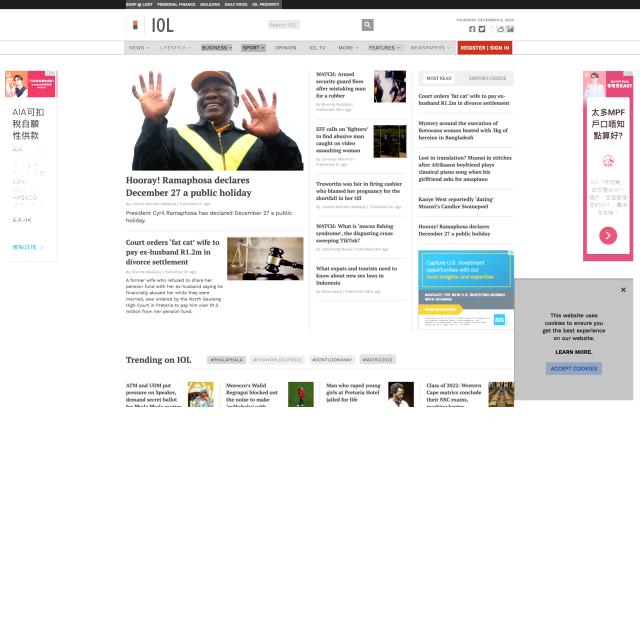 SHOP @ LOOT PERSONAL FINANCE ISOLEZWE DAILY VOICE IOL PROPERTY
IOL
Search IOL
THURSDAY, DECEMBER 8, 2022
NEWS LIFESTYLE BUSINESS SPORT OPINION IOL TV MORE FEATURES NEWSPAPERS REGISTER | SIGN IN
AIA可扣
稅自願
性供款
AIA HK
Hooray! Ramaphosa declares
December 27 a public holiday
President Cyril Ramaphosa has declared December 27 a public
holiday.
Court orders ‘fat cat’ wife to
pay ex-husband R1.2m in
divorce settlement
A former wife who refused to share her
pension fund with her ex-husband saying he
financially abused her while they were
married, was ordered by the North Gauteng
High Court in Pretoria to pay him over R1.2
million from her pension fund.
WATCH: Armed
security guard flees
after mistaking man
for a robber
EFF calls on ‘fighters’
to find abusive man
caught on video
assaulting woman
Truworths was fair in firing cashier
who blamed her pregnancy for the
shortfall in her till
WATCH: What is ‘mucus fishing
syndrome’, the disgusting craze
sweeping TikTok?
What expats and tourists need to
know about new sex laws in
Indonesia
MOST READ EDITOR'S CHOICE
Court orders ‘fat cat’ wife to pay ex-
husband R1.2m in divorce settlement
Mystery around the execution of
Botswana woman busted with 3kg of
heroine in Bangladesh
Lost in translation? Mzansi in stitches
after Afrikaans boyfriend plays
classical piano song when his
girlfriend asks for amapiano
Kanye West reportedly ‘dating’
Mzansi’s Candice Swanepoel
Hooray! Ramaphosa declares
December 27 a public holiday
Capture U.S. investment
opportunities with our
local insights and expertise.
NAVIGATE THE NEW U.S. INVESTING NORMAL
太多MPF
戶口唔知
點算好?
This website uses
cookies to ensure you
get the best experience
on our website.
LEARN MORE.
ACCEPT COOKIES
Trending on IOL
#PHALAPHALA #FIFAWORLDCUP2022 #DONTLOOKAWAY #MATRIC2022
ATM and UDM put
pressure on Speaker,
demand secret ballot
Morocco's Walid
Regragui blocked out
the noise to make
Man who raped young
girls at Pretoria Hotel
jailed for life
Class of 2022: Western
Cape matrics conclude
their NSC exams,